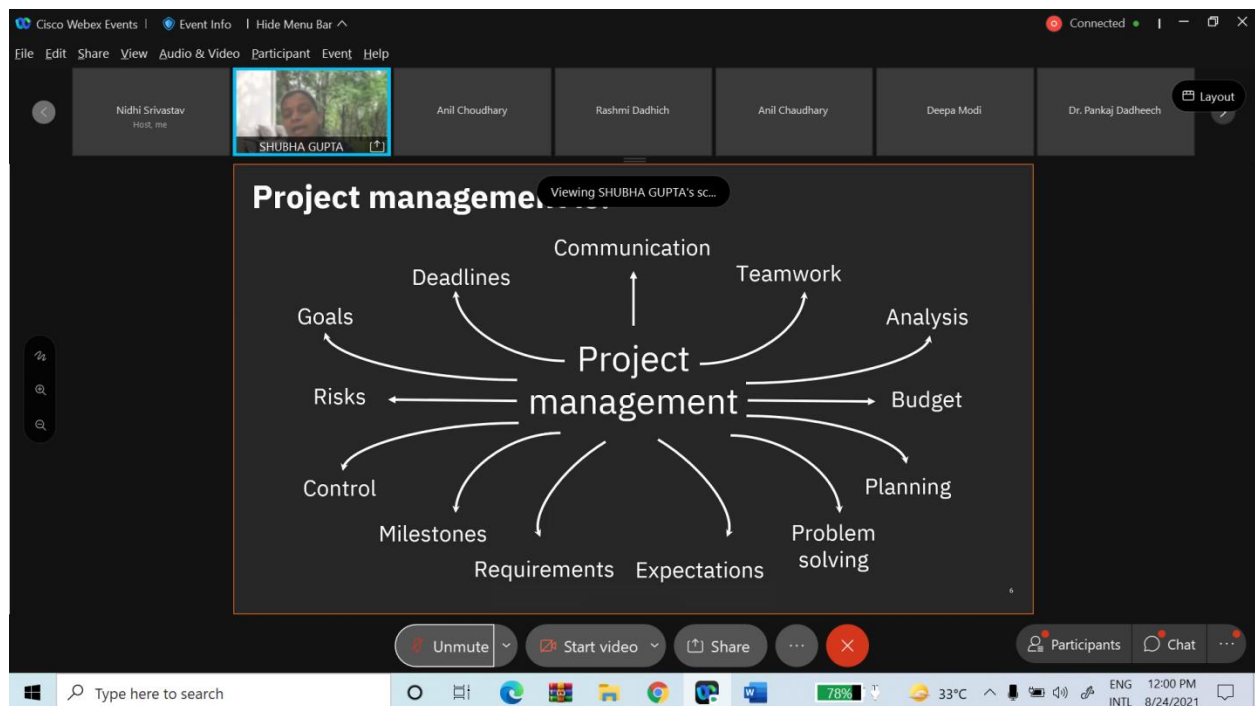 Cisco Webex Events | Event Info | Hide Menu Bar
Connected
File Edit Share View Audio & Video Participant Event Help
Nidhi Srivastav
Host, me
SHUBHA GUPTA
Anil Choudhary
Rashmi Dadhich
Anil Chaudhary
Deepa Modi
Dr. Pankaj Dadheech
Layout
Project management
Viewing SHUBHA GUPTA's sc...
Communication
Deadlines
Teamwork
Goals
Analysis
Project
management
Risks
Budget
Control
Planning
Milestones
Problem
solving
Requirements
Expectations
6
Unmute
Start video
Share
Participants
Chat
Type here to search
78%
33°C
ENG
INTL
12:00 PM
8/24/2021